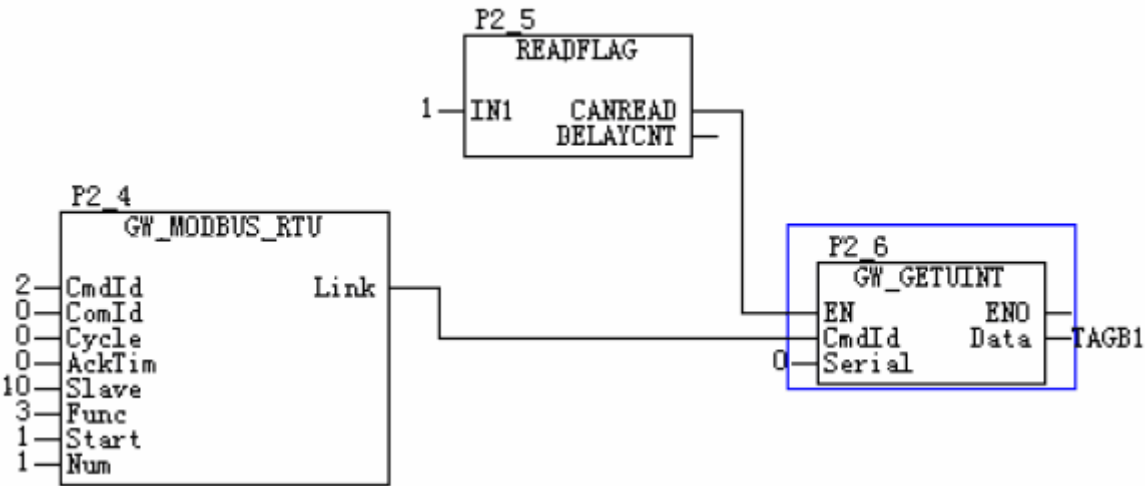 P2_5
READFLAG
1 IN1 CANREAD
DELAYCNT
P2_4
GW_MODBUS_RTU
2 CmdId Link
0 ComId
0 Cycle
0 AckTim
10 Slave
3 Func
1 Start
1 Num
P2_6
GW_GETUINT
EN ENO
CmdId Data TAGB1
0 Serial